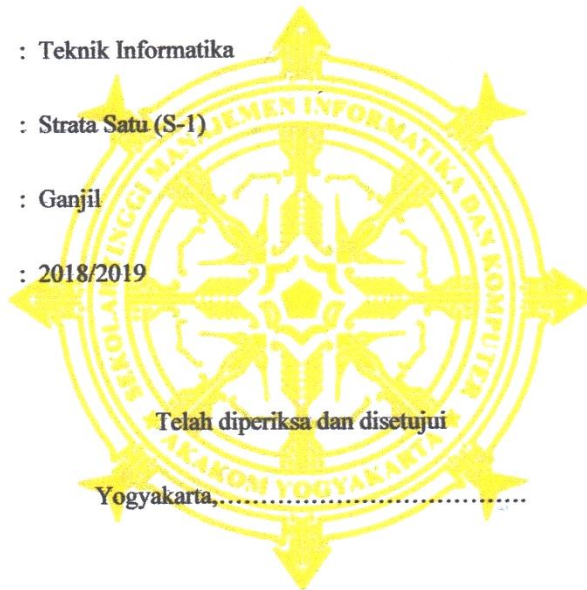 : Teknik Informatika
: Strata Satu (S-1)
: Ganjil
: 2018/2019
SEKOLAH TINGGI MANAJEMEN INFORMATIKA DAN KOMPUTER
AKAKOM YOGYAKARTA
Telah diperiksa dan disetujui
Yogyakarta,.......................................